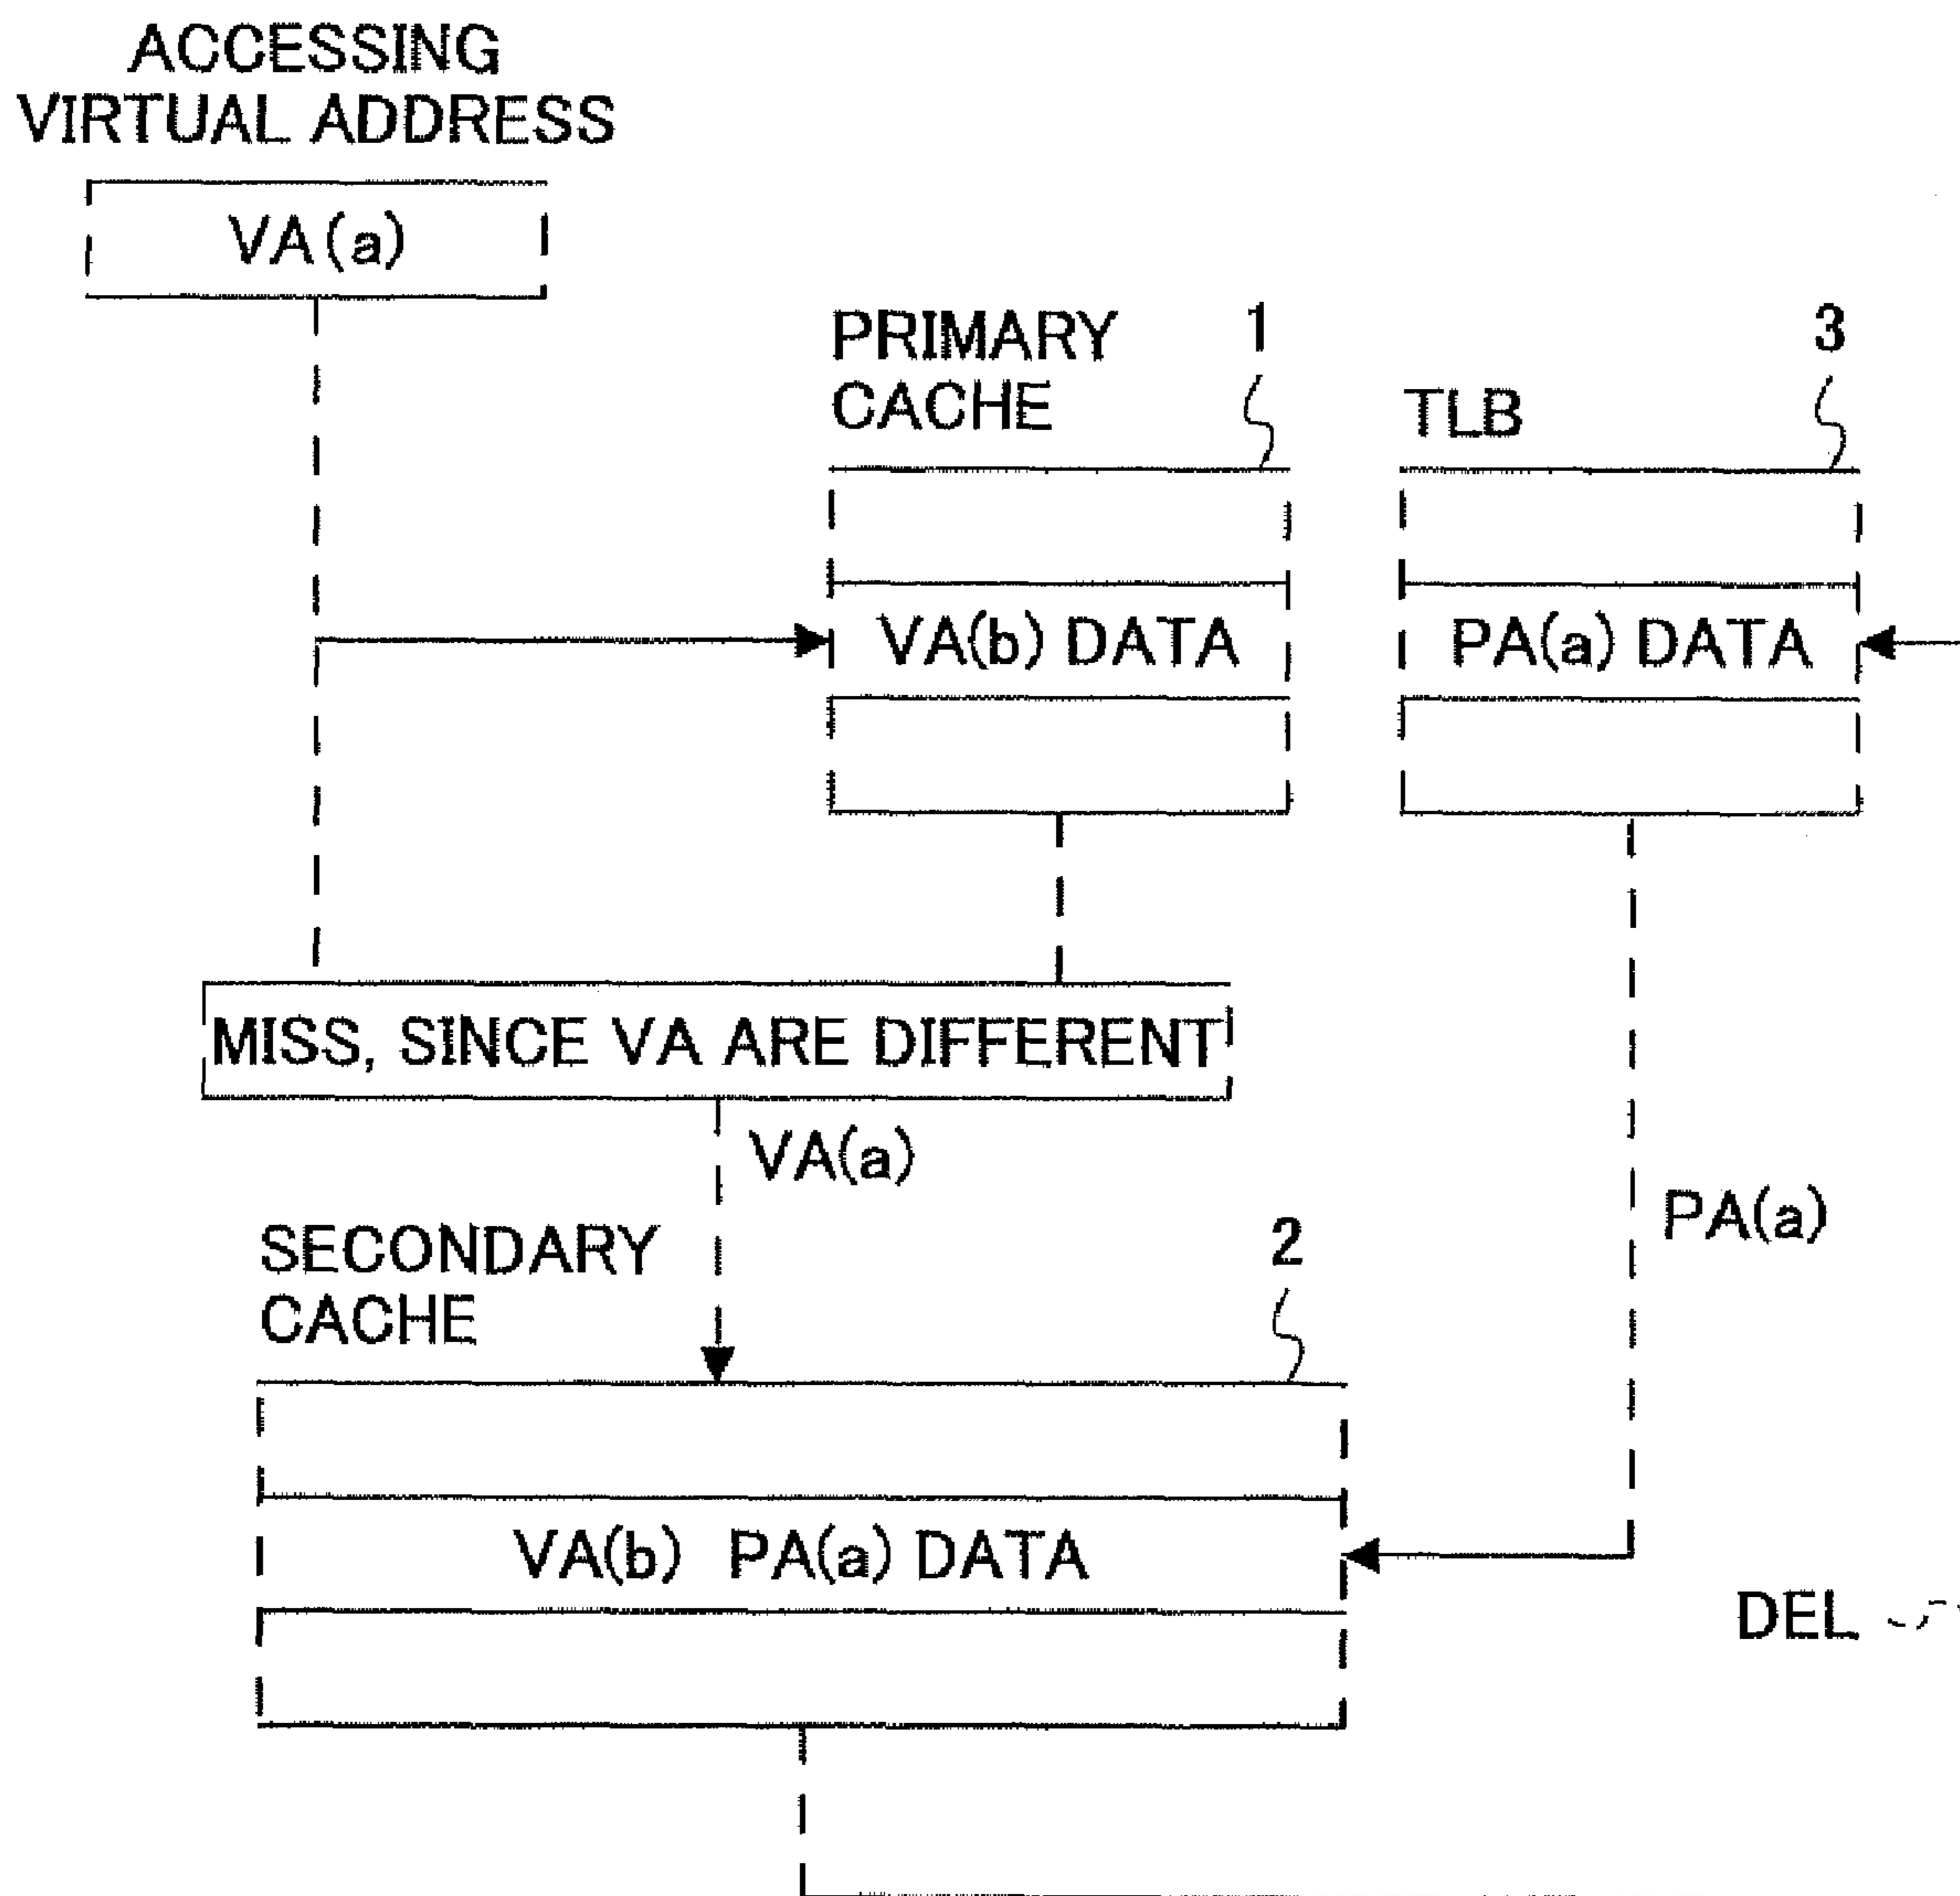 ACCESSING
VIRTUAL ADDRESS
VA(a)
PRIMARY
CACHE
1
TLB
3
VA(b) DATA
PA(a) DATA
MISS, SINCE VA ARE DIFFERENT
VA(a)
PA(a)
SECONDARY
CACHE
2
VA(b) PA(a) DATA
DEL